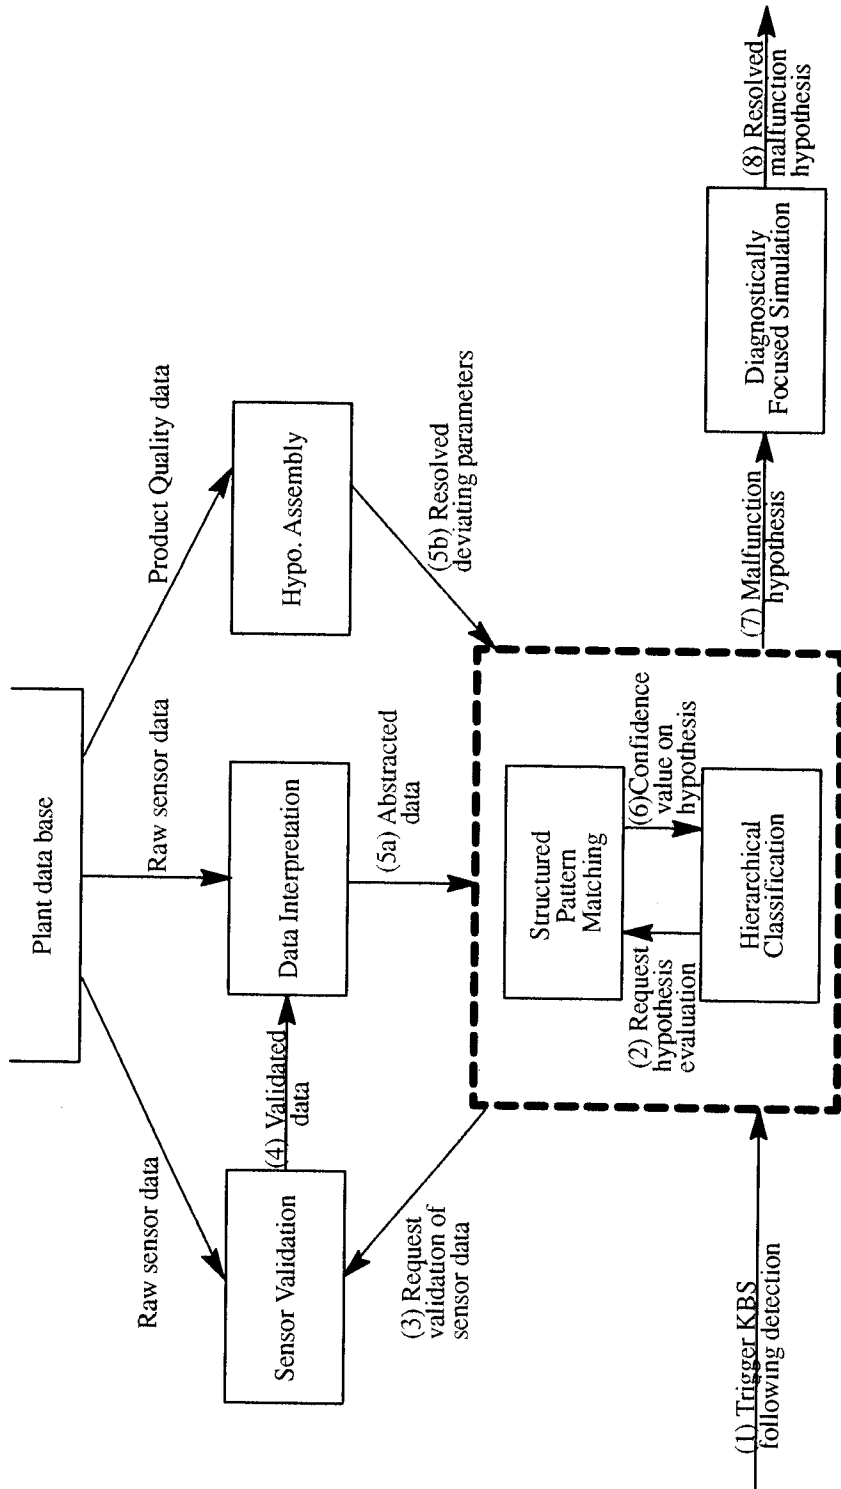 Plant data base
Raw sensor data
Raw sensor data
Product Quality data
Sensor Validation
(4) Validated
data
Data Interpretation
Hypo. Assembly
(3) Request
validation of
sensor data
(5a) Abstracted
data
(5b) Resolved
deviating parameters
Structured
Pattern
Matching
(2) Request
hypothesis
evaluation
(6)Confidence
value on
hypothesis
Hierarchical
Classification
(1) Trigger KBS
following detection
(7) Malfunction
hypothesis
Diagnostically
Focused Simulation
(8) Resolved
malfunction
hypothesis